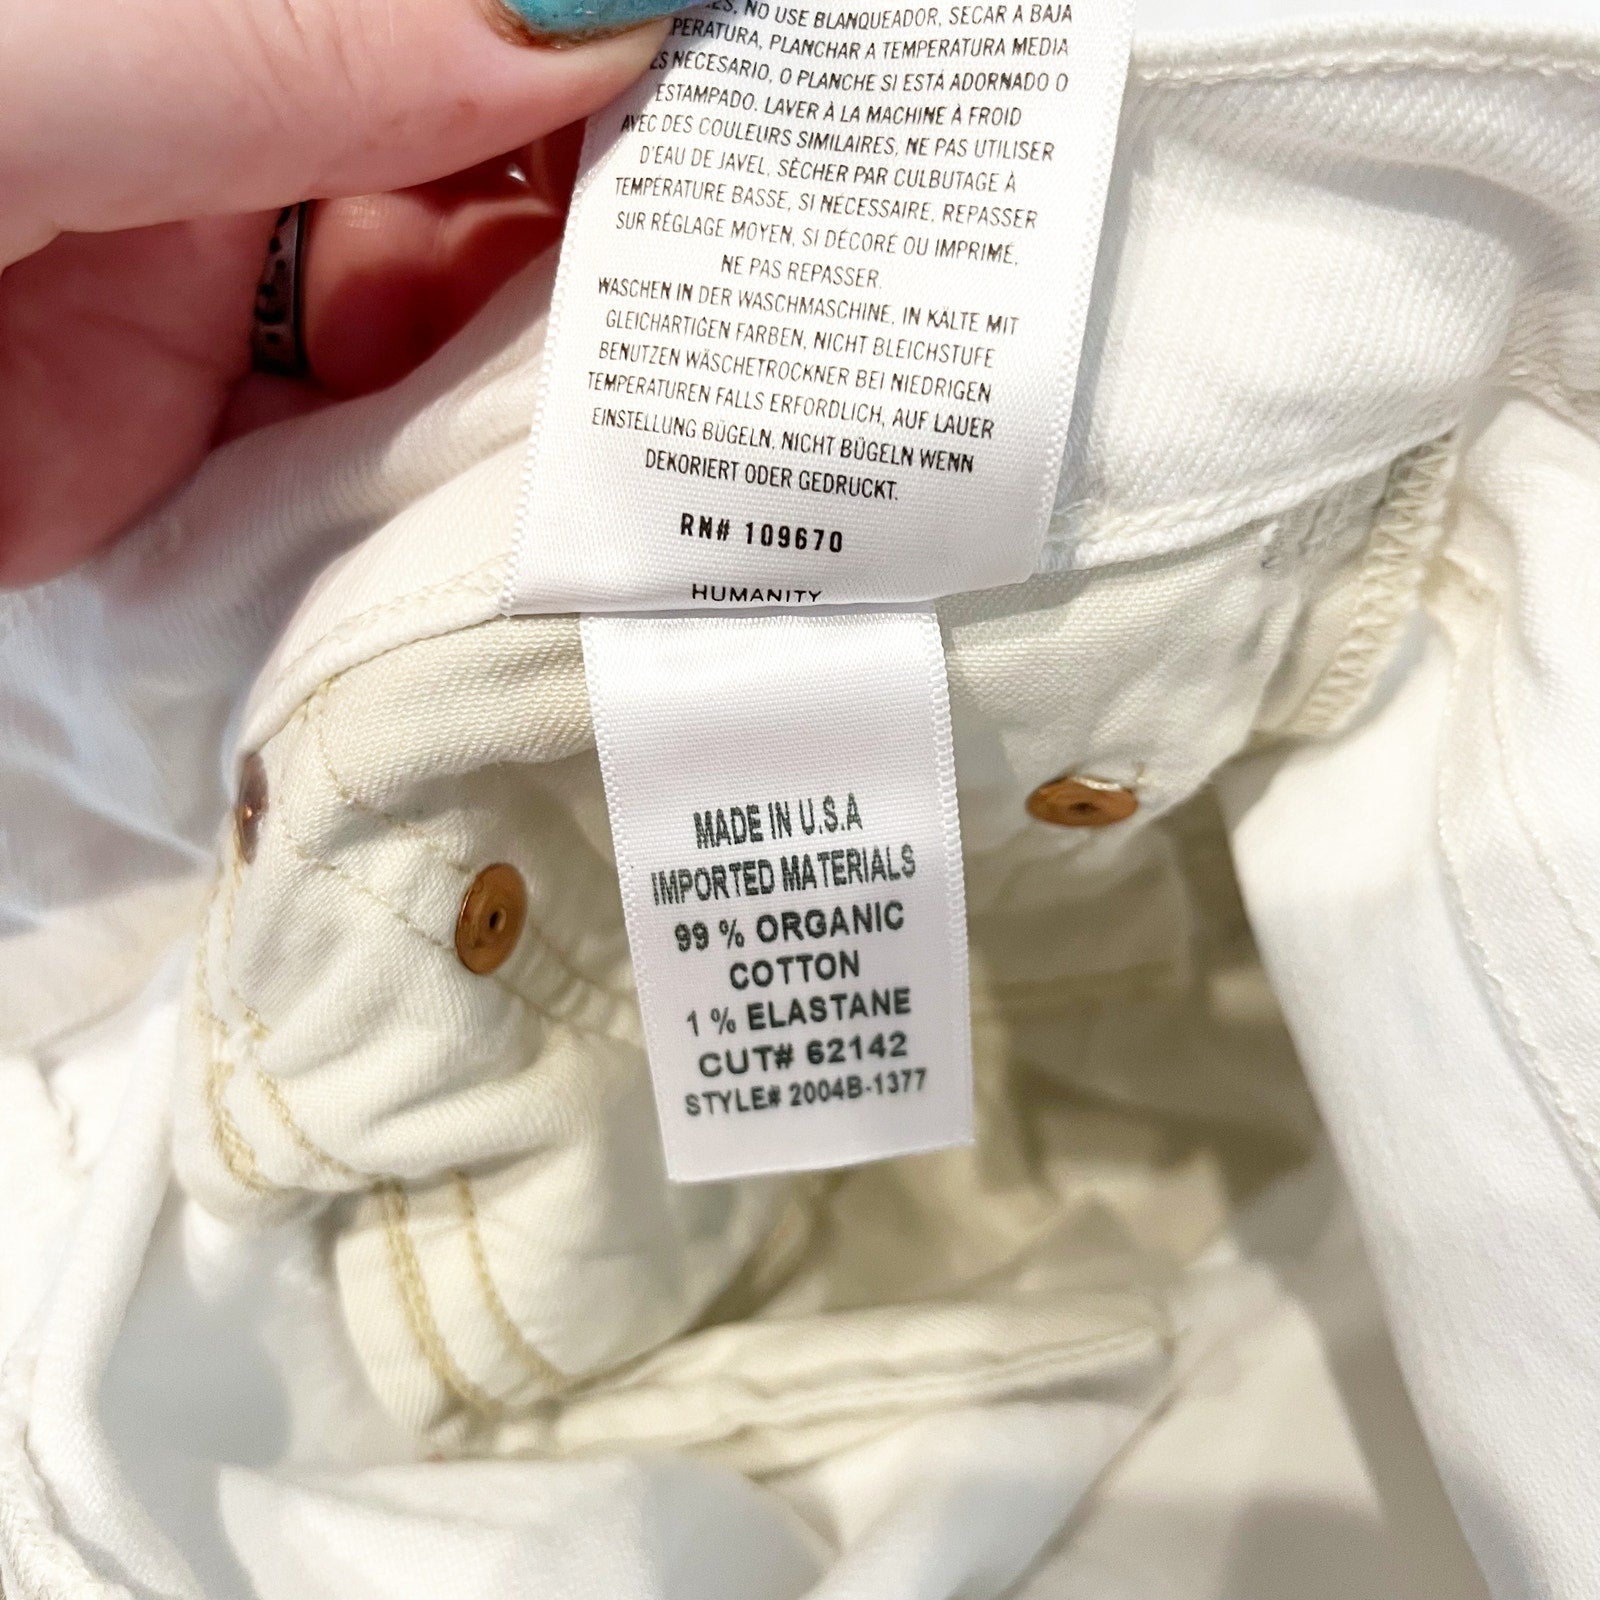 NO USE BLANQUEADOR, SECAR A BAJA
PLANCHAR A TEMPERATURA MEDIA
NECESARIO, O PLANCHE SI ESTÁ ADORNADO O
ESTAMPADO. LAVER À LA MACHINE À FROID
AVEC DES COULEURS SIMILAIRES, NE PAS UTILISER
D'EAU DE JAVEL, SÈCHER PAR CULBUTAGE À
TEMPÉRATURE BASSE, SI NÉCESSAIRE, REPASSER
SUR RÉGLAGE MOYEN, SI DÉCORÉ OU IMPRIMÉ,
NE PAS REPASSER.
WASCHEN IN DER WASCHMASCHINE, IN KÄLTE MIT
GLEICHARTIGEN FARBEN, NICHT BLEICHSTUFE
BENUTZEN WÄSCHETROCKNER BEI NIEDRIGEN
TEMPERATUREN FALLS ERFORDLICH, AUF LAUER
EINSTELLUNG BÜGELN, NICHT BÜGELN WENN
DEKORIERT ODER GEDRUCKT.
RN# 109670
HUMANITY
MADE IN U.S.A
IMPORTED MATERIALS
99 % ORGANIC
COTTON
1 % ELASTANE
CUT# 62142
STYLE# 2004B-1377